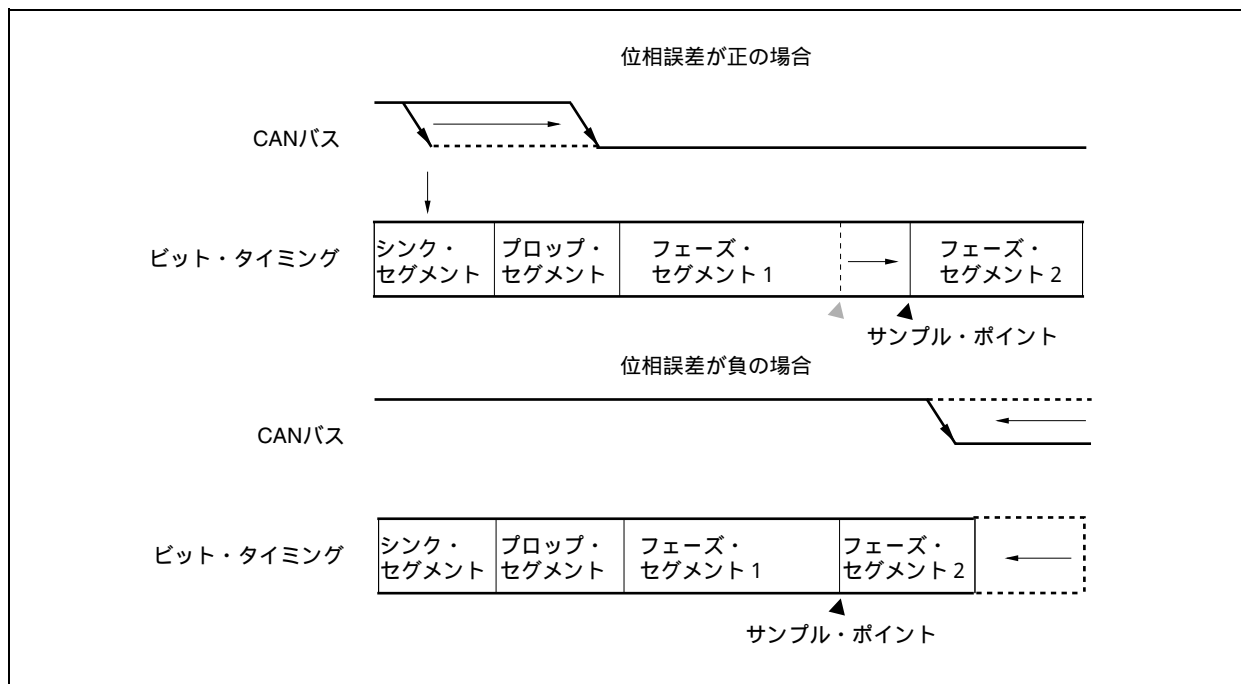 位相誤差が正の場合
CANバス
ビット・タイミング
シンク・
セグメント
プロップ・
セグメント
フェーズ・
セグメント 1
フェーズ・
セグメント 2
サンプル・ポイント
位相誤差が負の場合
CANバス
ビット・タイミング
シンク・
セグメント
プロップ・
セグメント
フェーズ・
セグメント 1
フェーズ・
セグメント 2
サンプル・ポイント